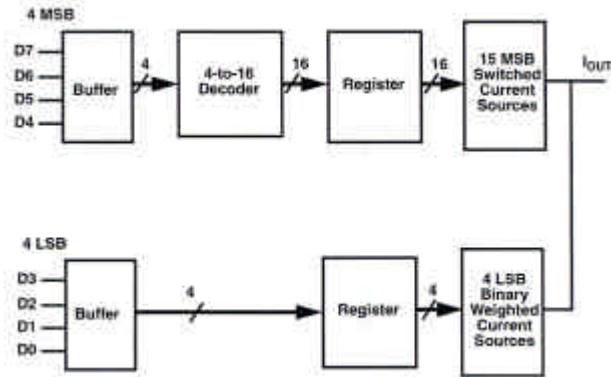 4 MSB
D7
D6
D5
D4
Buffer
4
4-to-16
Decoder
16
Register
16
15 MSB
Switched
Current
Sources
IOUT
4 LSB
D3
D2
D1
D0
Buffer
4
Register
4
4 LSB
Binary
Weighted
Current
Sources